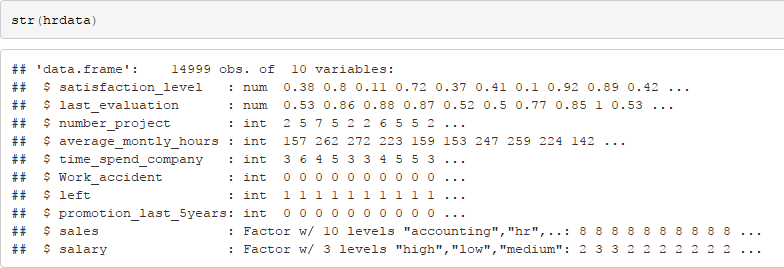 str(hrdata)
## 'data.frame':    14999 obs. of  10 variables:
##  $ satisfaction_level   : num  0.38 0.8 0.11 0.72 0.37 0.41 0.1 0.92 0.89 0.42 ...
##  $ last_evaluation      : num  0.53 0.86 0.88 0.87 0.52 0.5 0.77 0.85 1 0.53 ...
##  $ number_project       : int  2 5 7 5 2 2 6 5 5 2 ...
##  $ average_montly_hours : int  157 262 272 223 159 153 247 259 224 142 ...
##  $ time_spend_company   : int  3 6 4 5 3 3 4 5 5 3 ...
##  $ Work_accident        : int  0 0 0 0 0 0 0 0 0 0 ...
##  $ left                 : int  1 1 1 1 1 1 1 1 1 1 ...
##  $ promotion_last_5years: int  0 0 0 0 0 0 0 0 0 0 ...
##  $ sales                : Factor w/ 10 levels "accounting","hr",..: 8 8 8 8 8 8 8 8 8 8 ...
##  $ salary               : Factor w/ 3 levels "high","low","medium": 2 3 3 2 2 2 2 2 2 2 ...